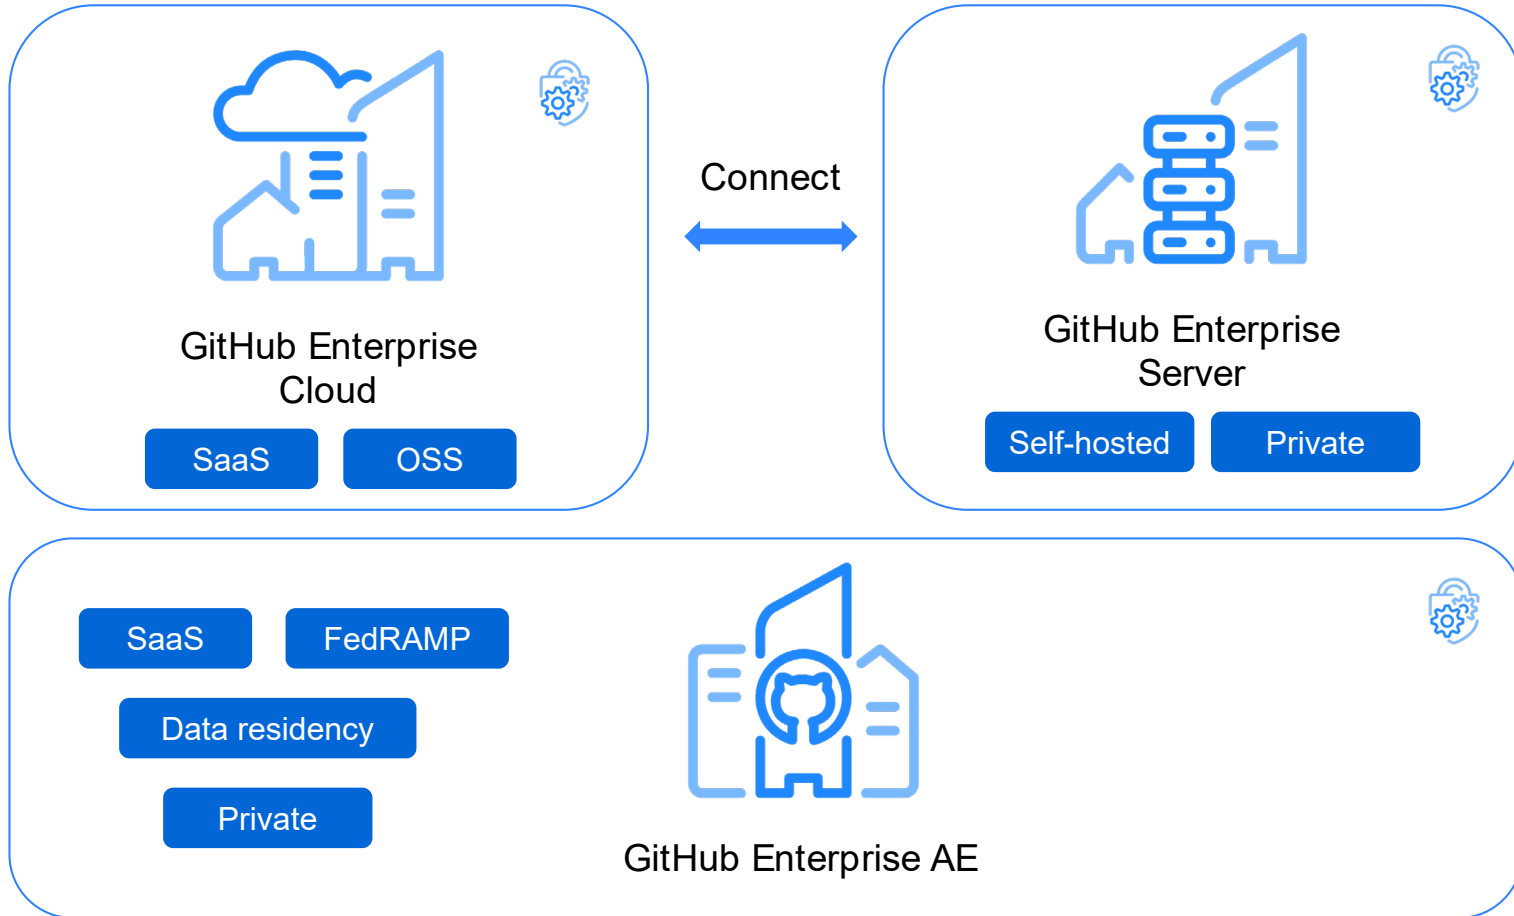 GitHub Enterprise
Cloud
SaaS
OSS
Connect
GitHub Enterprise
Server
Self-hosted
Private
SaaS
FedRAMP
Data residency
Private
GitHub Enterprise AE